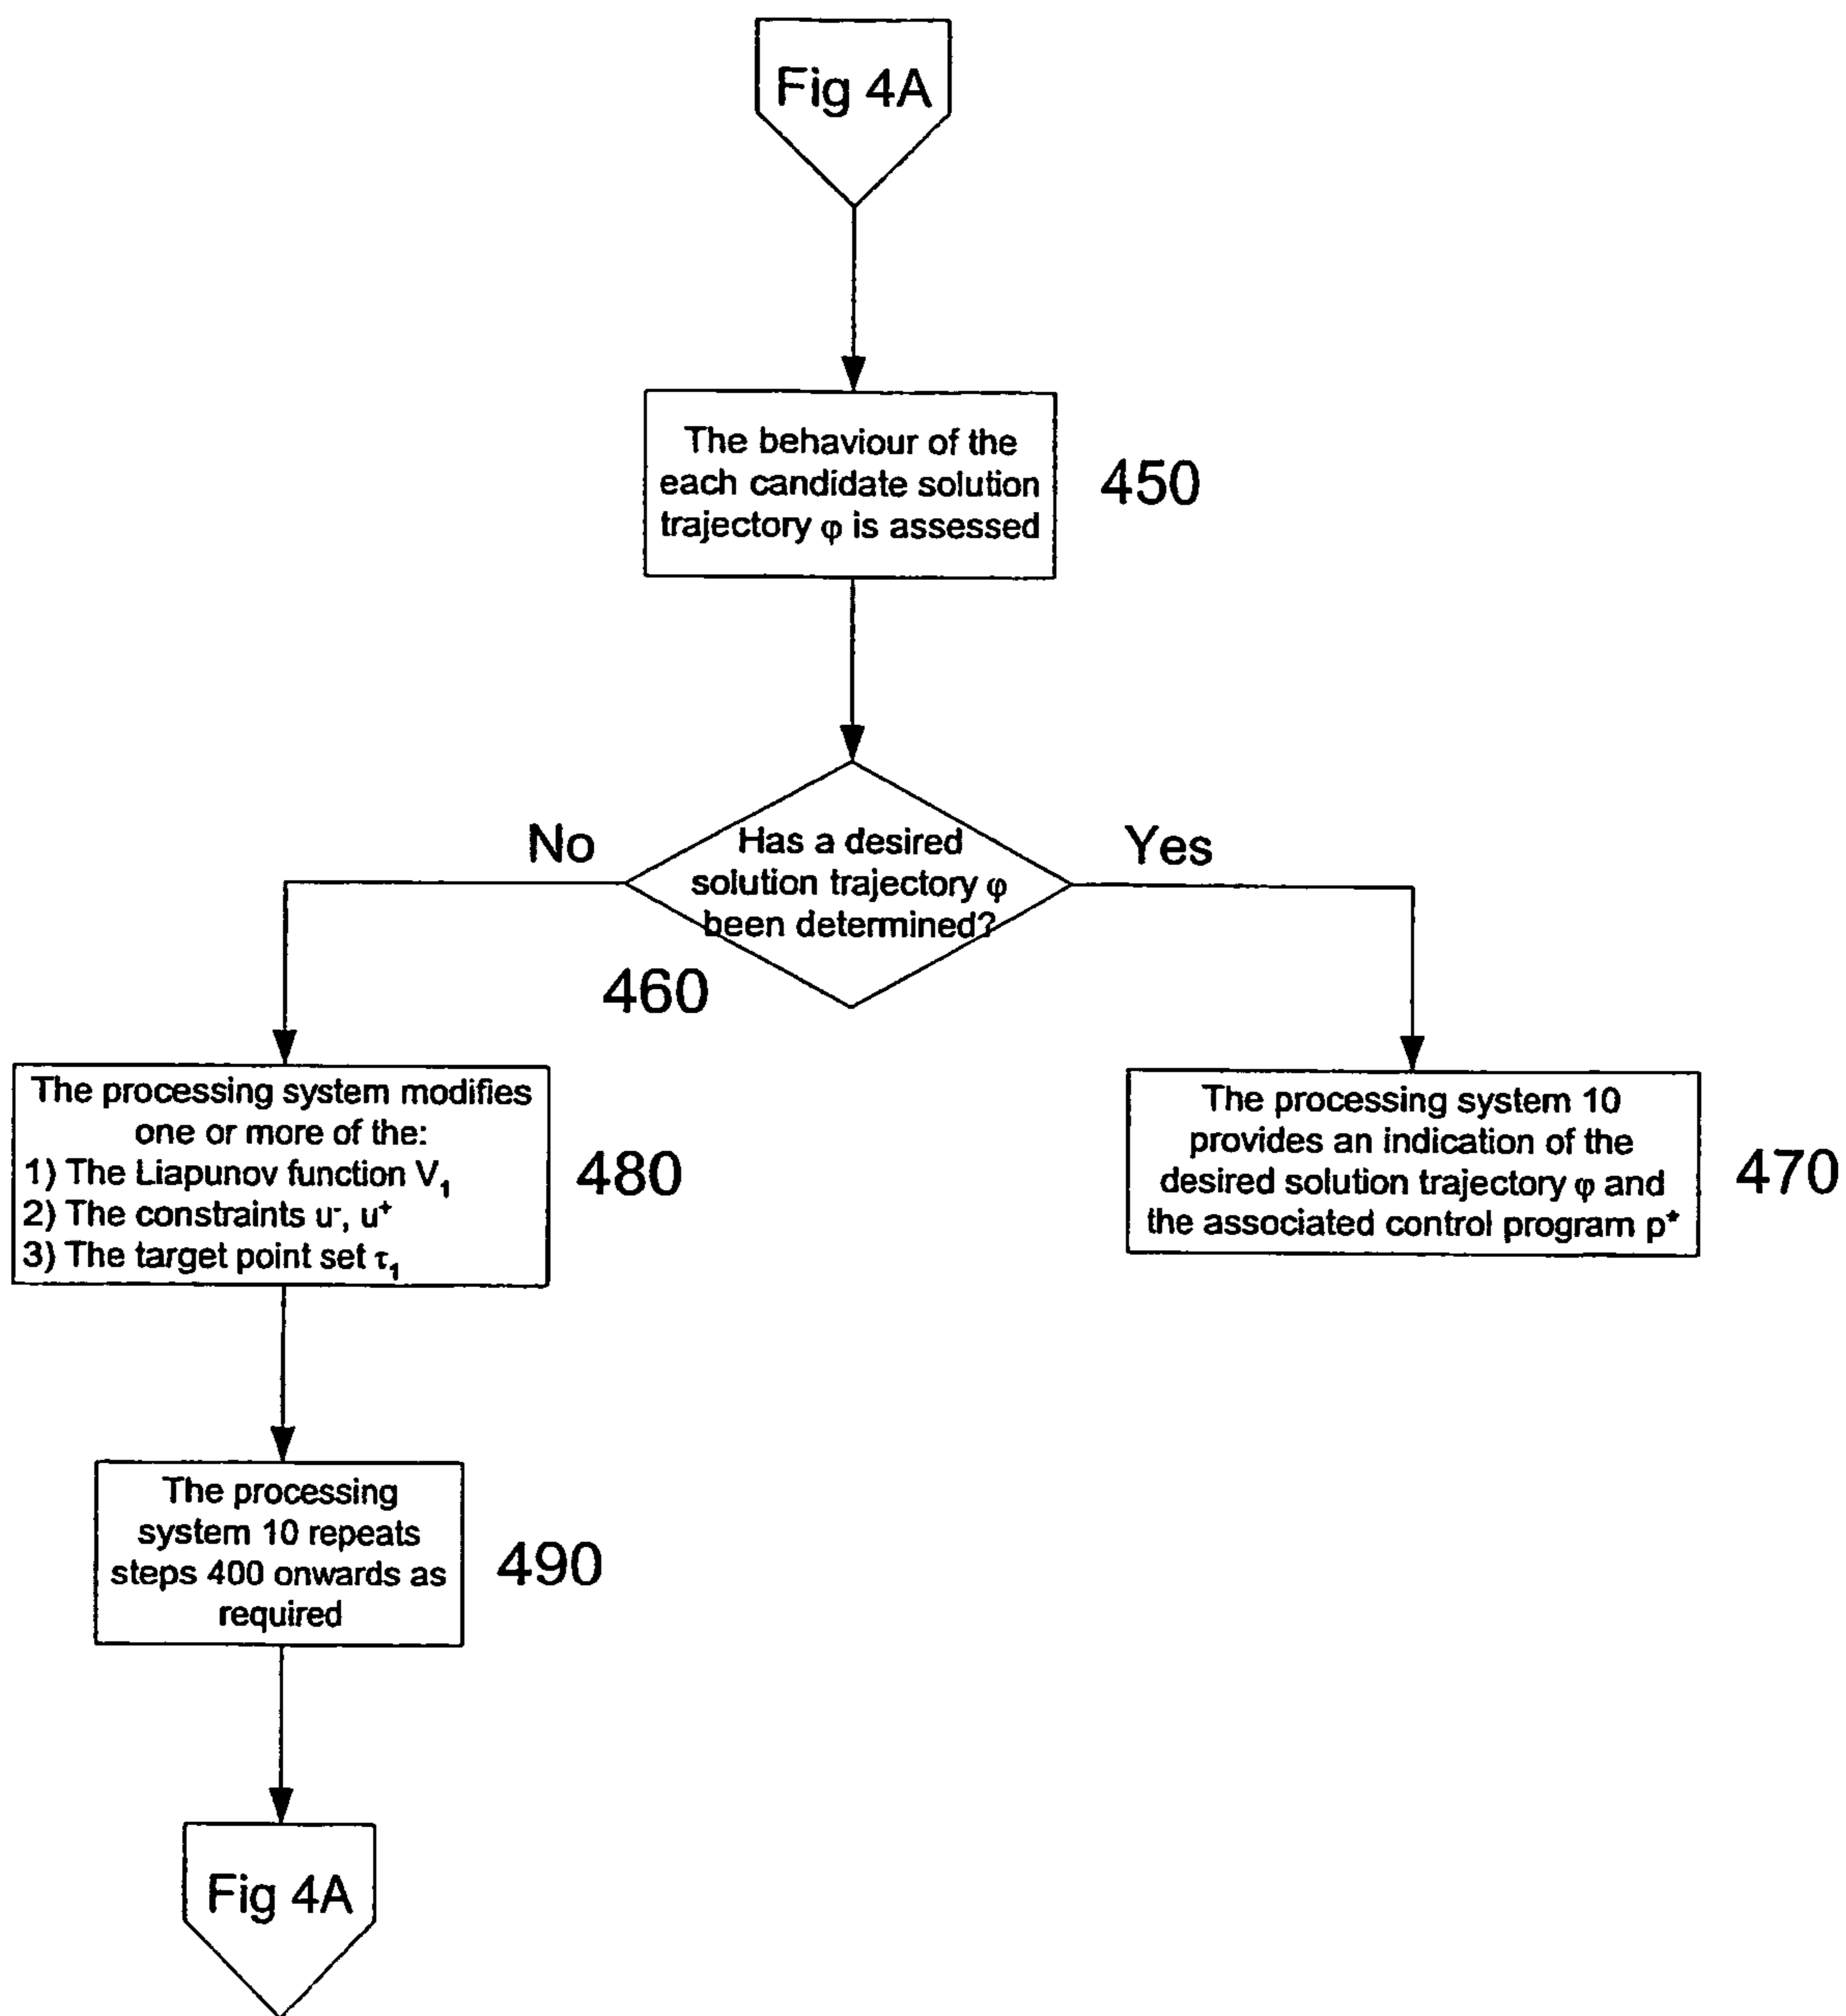 Fig 4A
The behaviour of the
each candidate solution
trajectory φ is assessed
450
No
Has a desired
solution trajectory φ
been determined?
Yes
460
The processing system modifies
one or more of the:
1) The Liapunov function V₁
2) The constraints u⁻, u⁺
3) The target point set τ₁
480
The processing system 10
provides an indication of the
desired solution trajectory φ and
the associated control program p*
470
The processing
system 10 repeats
steps 400 onwards as
required
490
Fig 4A